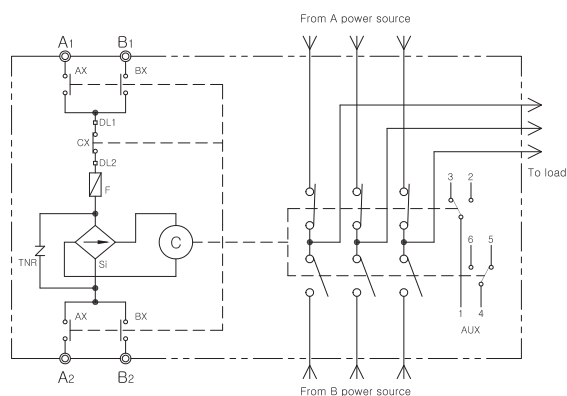 From A power source
A1
B1
AX
BX
DL1
CX
DL2
F
To load
3
2
C
6
5
TNR
Si
AX
BX
1
4
AUX
A2
B2
From B power source